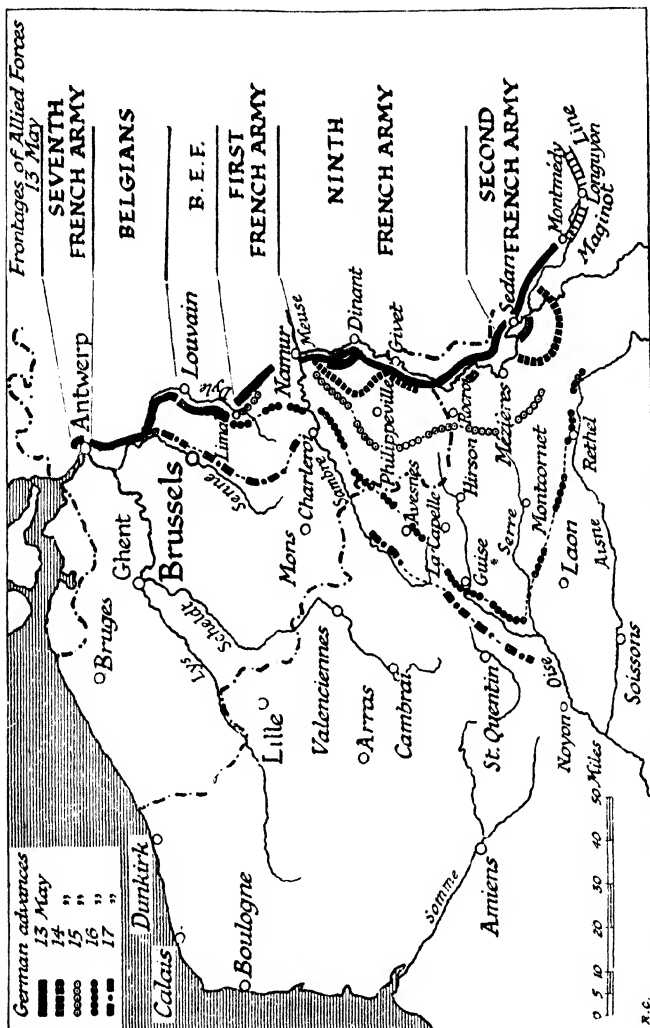 Frontages of Allied Forces
13 May
SEVENTH
FRENCH ARMY
BELGIANS
B.E.F.
FIRST
FRENCH ARMY
NINTH
FRENCH ARMY
SECOND
FRENCH ARMY
German advances
13 May
14 "
15 "
16 "
17 "
Antwerp
Louvain
Dyle
Limal
Namur
Meuse
Dinant
Givet
Sedan
Montmédy
Longuyon
Maginot Line
Ghent
Brussels
Senne
Bruges
Scheldt
Lys
Mons
Charleroi
Sambre
Philippeville
Rocroi
Mézières
Avesnes
La Capelle
Hirson
Guise
Serre
Montcornet
Rethel
Laon
Aisne
Soissons
Oise
Noyon
St. Quentin
Lille
Valenciennes
Arras
Cambrai
Dunkirk
Calais
Boulogne
Somme
Amiens
0 5 10 20 30 40 50 Miles
R.C.